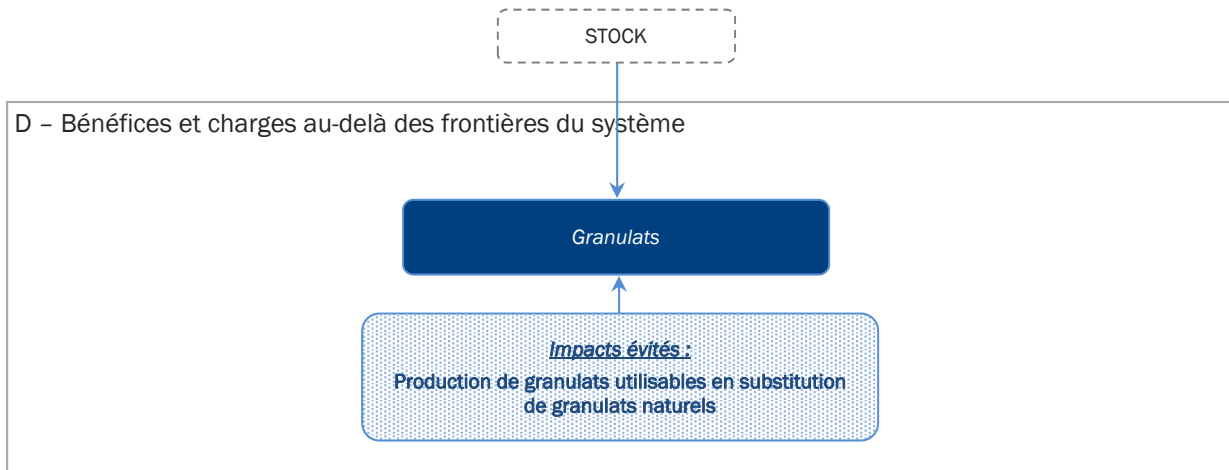 STOCK
D – Bénéfices et charges au-delà des frontières du système
Granulats
Impacts évités :
Production de granulats utilisables en substitution
de granulats naturels